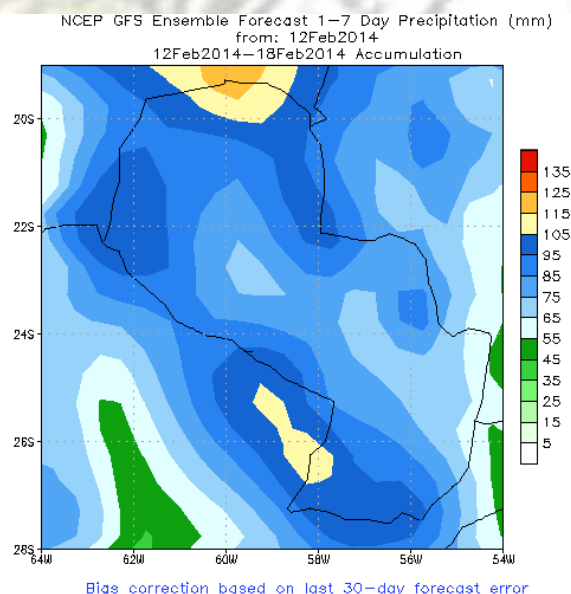 NCEP GFS Ensemble Forecast 1-7 Day Precipitation (mm)
from: 12Feb2014
12Feb2014-18Feb2014 Accumulation
20S
22S
24S
26S
28S
64W 62W 60W 58W 56W 54W
135
125
115
105
95
85
75
65
55
45
35
25
15
5
Bias correction based on last 30-day forecast error